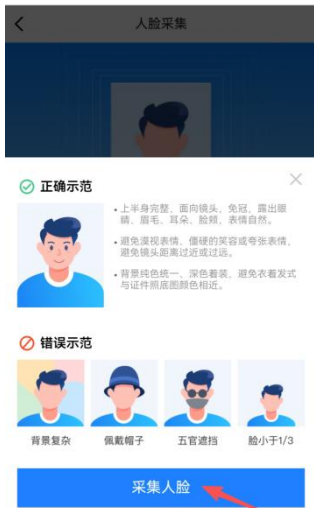 人脸采集
正确示范
• 上半身完整，面向镜头，免冠，露出眼
睛、眉毛、耳朵、脸颊，表情自然。
• 避免漠视表情，僵硬的笑容或夸张表情，
避免镜头距离过近或过远。
• 背景纯色统一、深色着装，避免衣着发式
与证件照底图颜色相近。
错误示范
背景复杂
佩戴帽子
五官遮挡
脸小于1/3
采集人脸